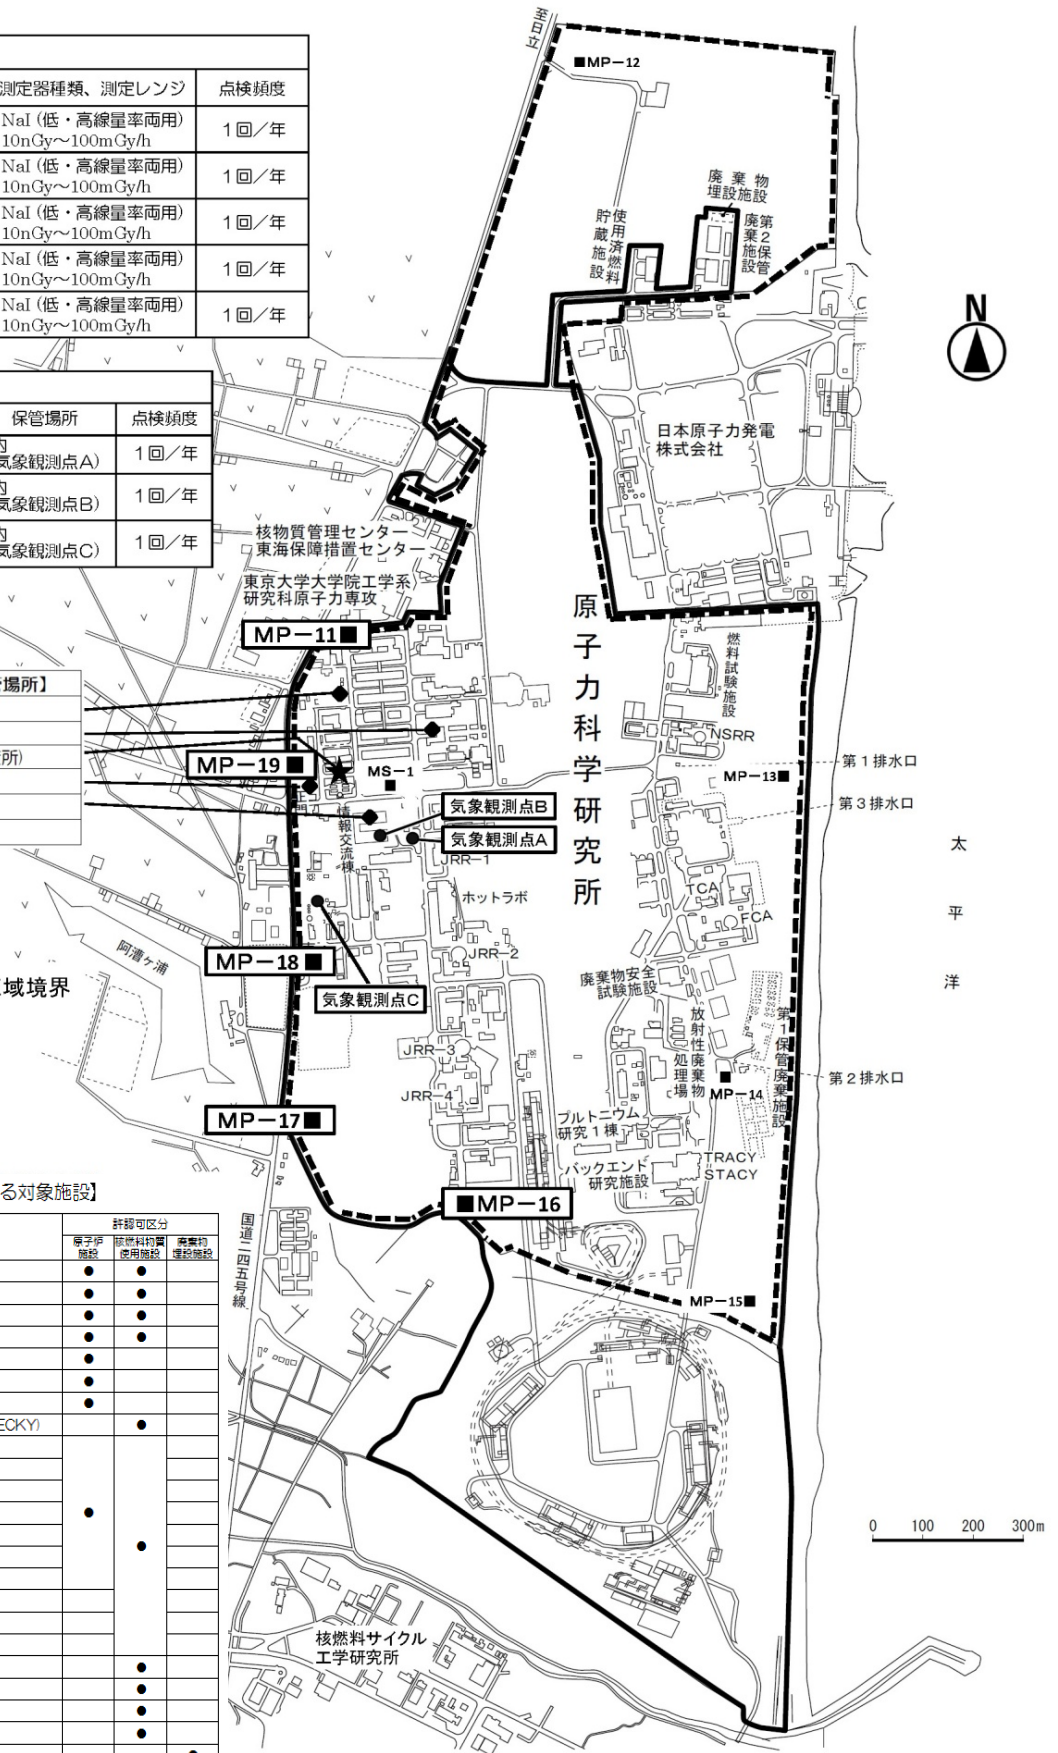 測定器種類、測定レンジ 点検頻度
NaI (低・高線量率両用)
10nGy～100mGy/h
1回／年
NaI (低・高線量率両用)
10nGy～100mGy/h
1回／年
NaI (低・高線量率両用)
10nGy～100mGy/h
1回／年
NaI (低・高線量率両用)
10nGy～100mGy/h
1回／年
NaI (低・高線量率両用)
10nGy～100mGy/h
1回／年
保管場所 点検頻度
内
気象観測点A)
1回／年
内
気象観測点B)
1回／年
内
気象観測点C)
1回／年
場所】
所)
域境界
る対象施設】
許認可区分
原子炉
施設
核燃料物質
使用施設
廃棄物
埋設施設
ECKY)
至日立
■MP－12
廃棄物
埋設施設
第2保管
廃棄施設
使用済燃料
貯蔵施設
N
日本原子力発電
株式会社
核物質管理センター
東海保障措置センター
東京大学大学院工学系
研究科原子力専攻
MP－11■
原子力科学研究所
燃料試験施設
NSRR
MP－19■
MS－1
MP－13■
第1排水口
第3排水口
正門
情報交流棟
気象観測点B
気象観測点A
JRR－1
ホットラボ
TCA
FCA
太平洋
阿漕ヶ浦
MP－18■
JRR－2
気象観測点C
廃棄物安全
試験施設
放射性廃棄物
処理場
第1保管廃棄施設
JRR－3
JRR－4
MP－14
第2排水口
MP－17■
プルトニウム
研究1棟
バックエンド
研究施設
TRACY
STACY
■MP－16
国道二四五号線
MP－15■
核燃料サイクル
工学研究所
0 100 200 300m